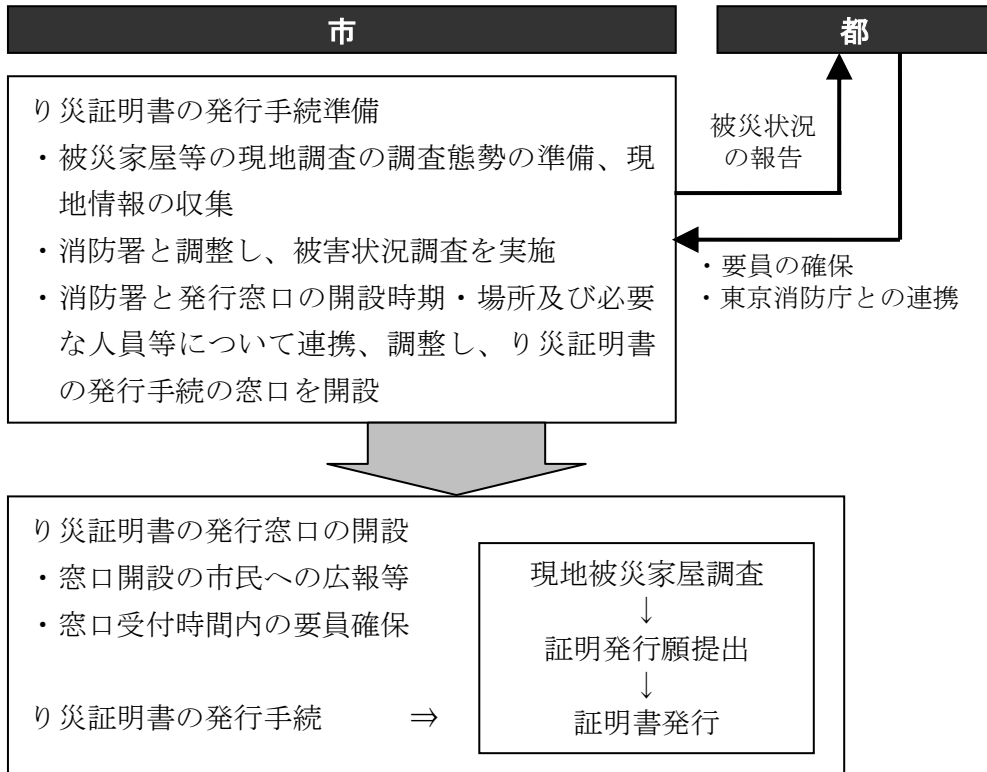 市
都
り災証明書の発行手続準備
・被災家屋等の現地調査の調査態勢の準備、現
地情報の収集
・消防署と調整し、被害状況調査を実施
・消防署と発行窓口の開設時期・場所及び必要
な人員等について連携、調整し、り災証明書
の発行手続の窓口を開設
被災状況
の報告
・要員の確保
・東京消防庁との連携
り災証明書の発行窓口の開設
・窓口開設の市民への広報等
・窓口受付時間内の要員確保
り災証明書の発行手続 ⇒
現地被災家屋調査
↓
証明発行願提出
↓
証明書発行